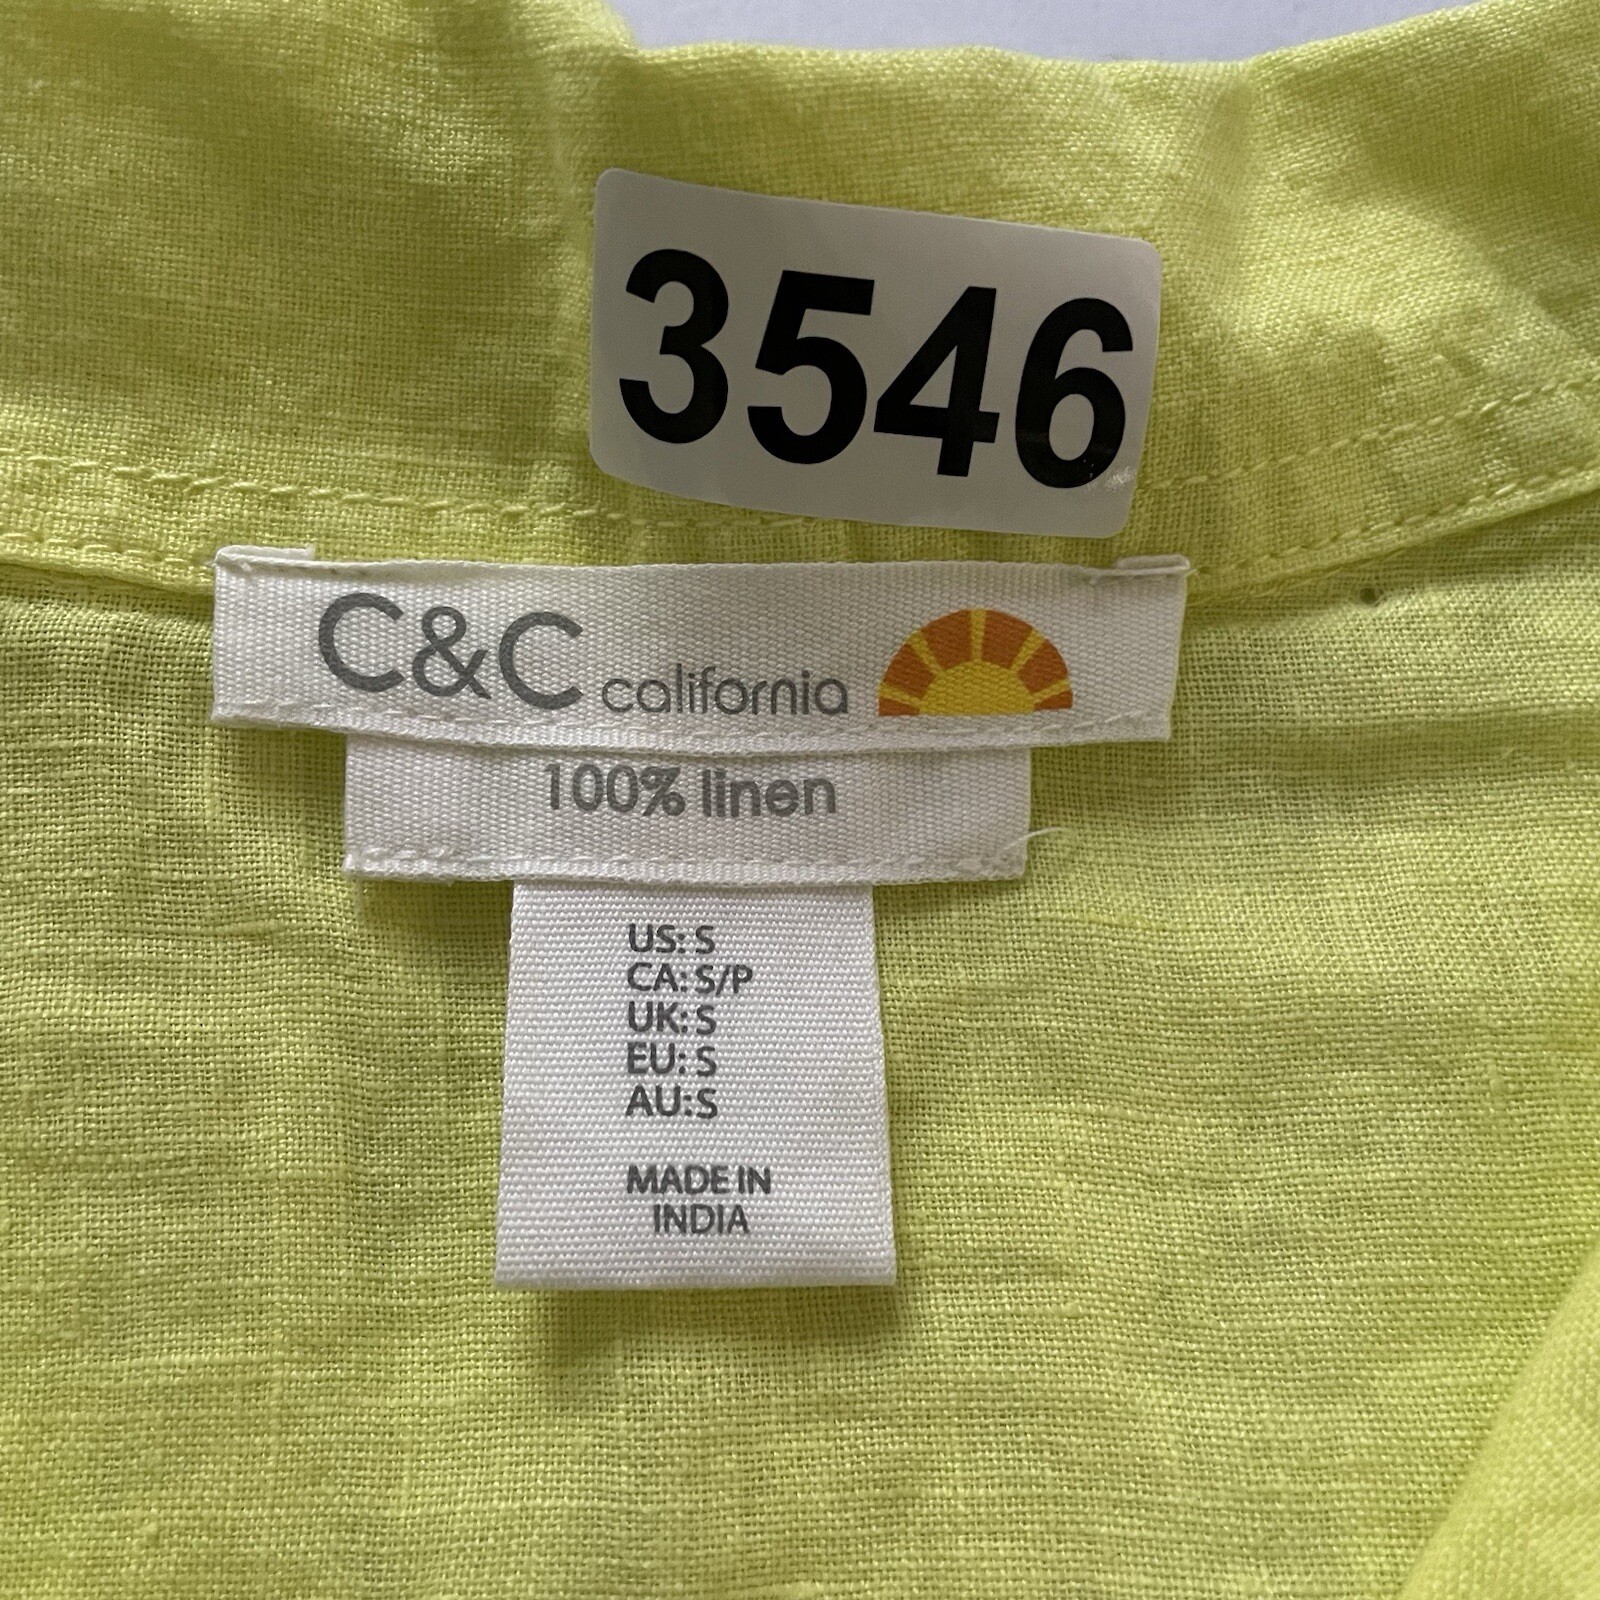 3546
C&C california
100% linen
US: S
CA: S/P
UK: S
EU: S
AU: S
MADE IN
INDIA